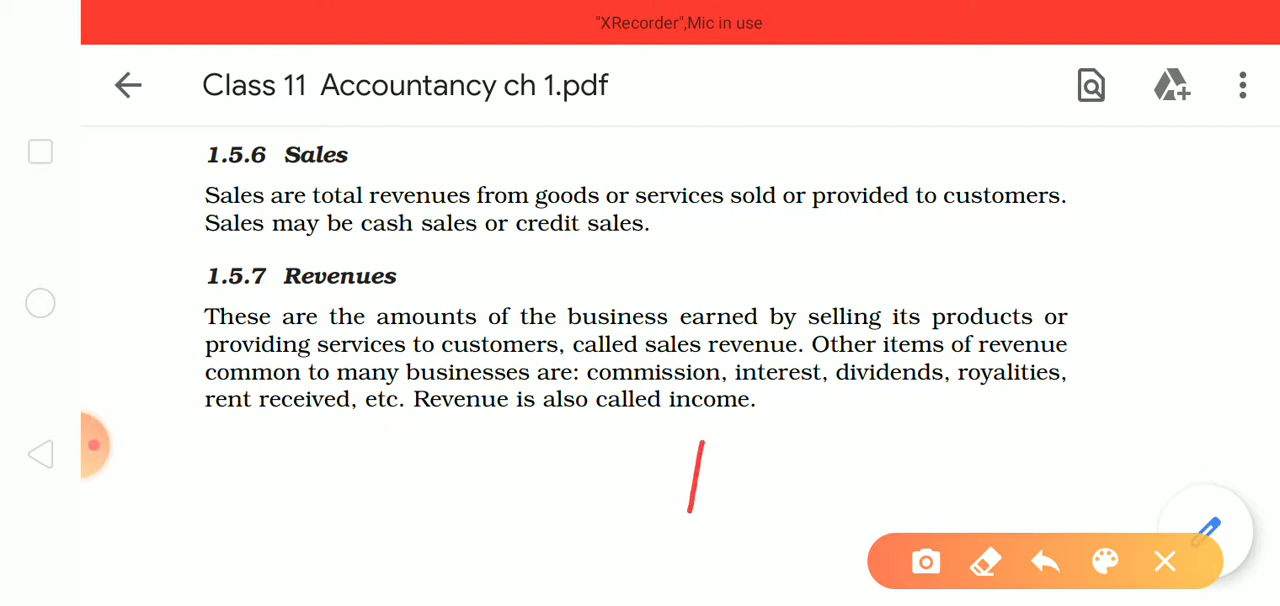 "XRecorder",Mic in use
Class 11 Accountancy ch 1.pdf
1.5.6 Sales
Sales are total revenues from goods or services sold or provided to customers.
Sales may be cash sales or credit sales.
1.5.7 Revenues
These are the amounts of the business earned by selling its products or
providing services to customers, called sales revenue. Other items of revenue
common to many businesses are: commission, interest, dividends, royalities,
rent received, etc. Revenue is also called income.